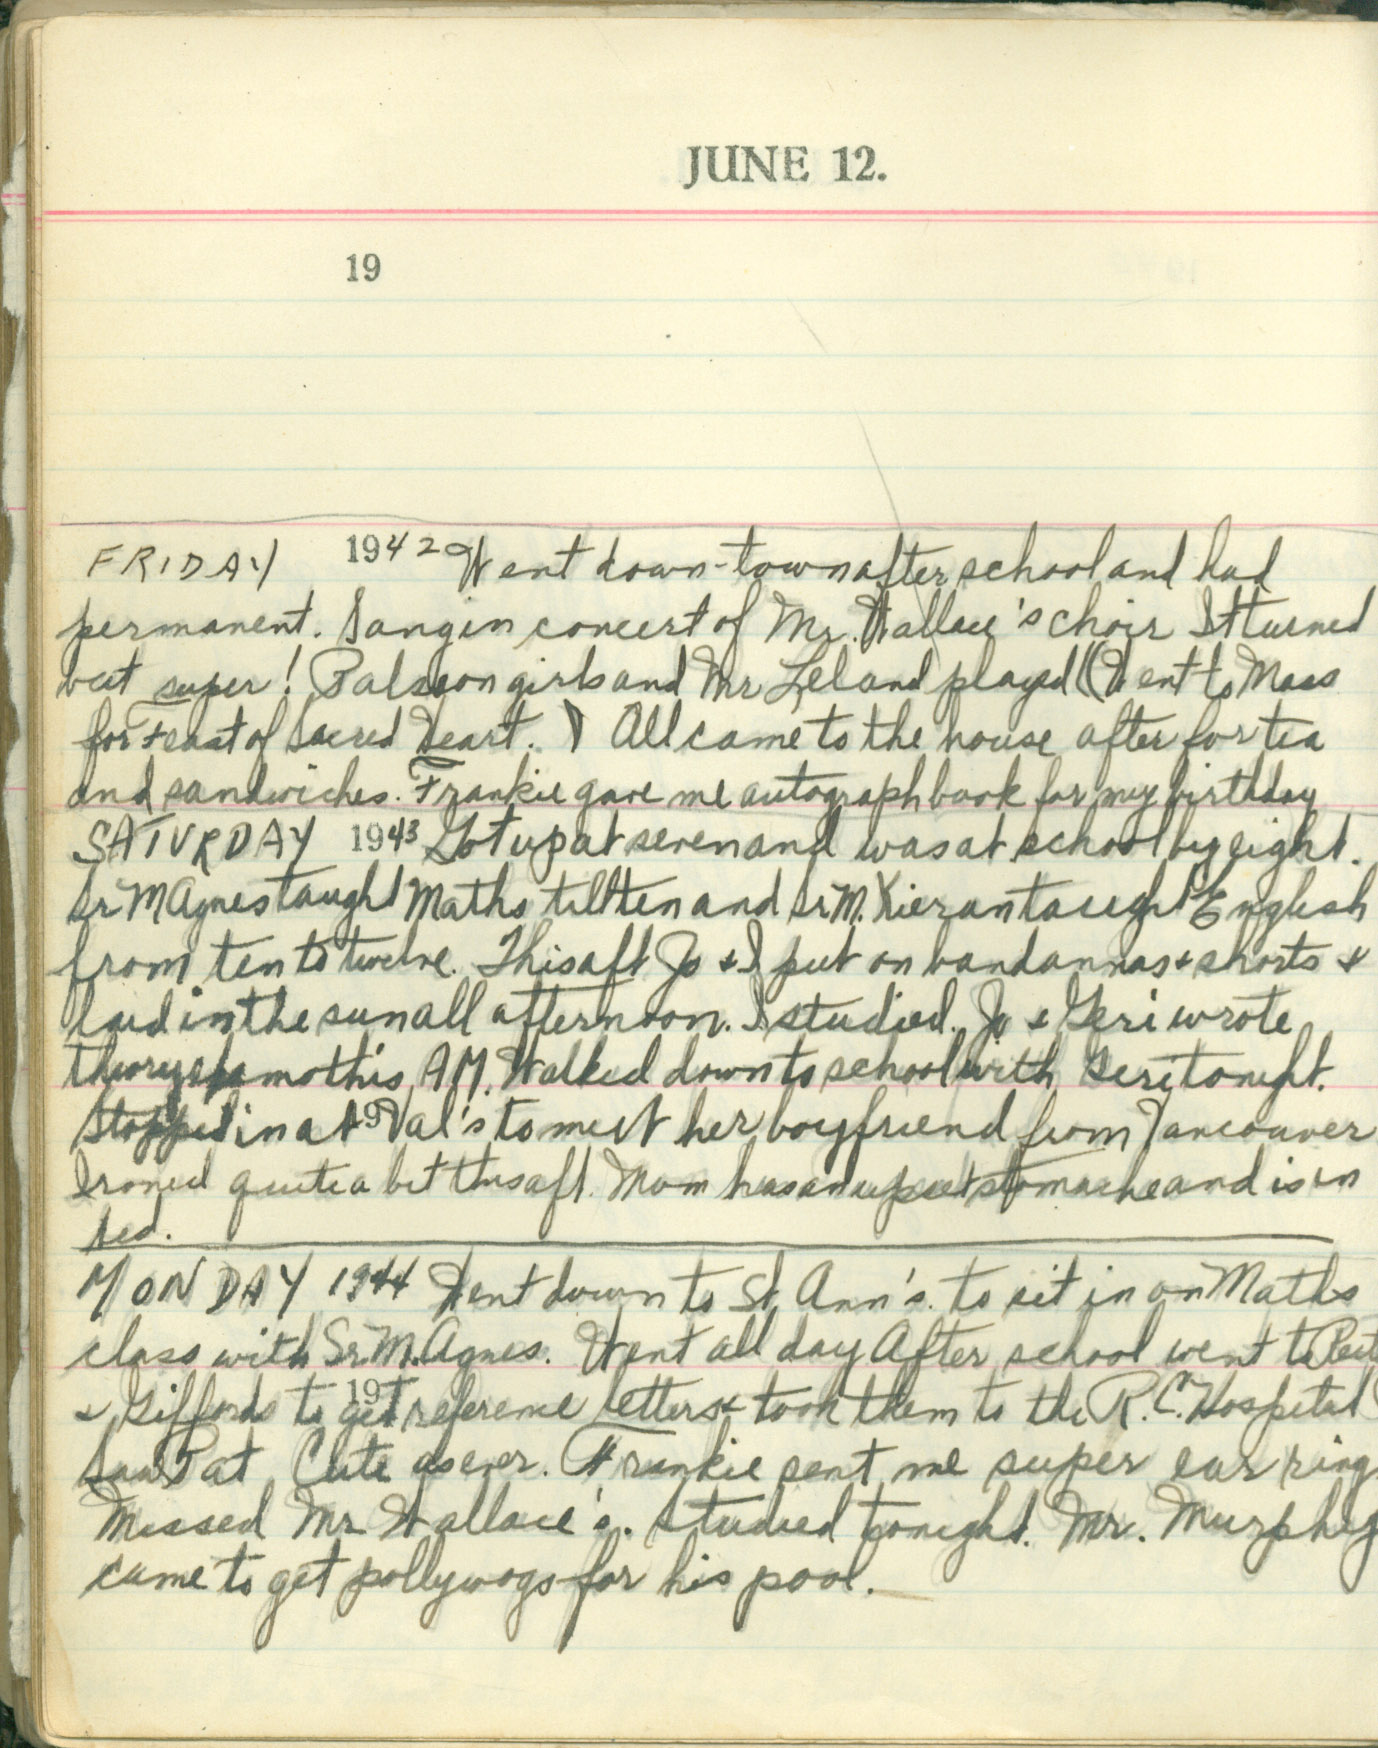 JUNE 12.
19
FRIDAY 1942 Went down-town after school and had
permanent. Sang in concert of Mr. Wallace's choir It turned
out super! girls and Mr Leland played (Went to Mass
for Feast of Sacred Heart.) All came to the house after for tea
and sandwiches. Frankie gave me autograph book for my birthday
SATURDAY 1943 Got up at seven and was at school by eight.
Sr M Agnes taught Maths till ten and Sr M. Kieran taught English
from ten to twelve. This aft Jo & I put on bandannas & shorts &
laid in the sun all afternoon. I studied. Jo & Geri wrote
theory this A.M. Walked down to school with Geri tonight.
Stopped in at 19 Val's to meet her boyfriend from Vancouver
Ironed quite a bit this aft. Mom has an upset stomache and is in
bed.
MONDAY 1944 Went down to St Ann's to sit in on Maths
class with Sr. M. Agnes. Went all day After school went to
& Giffords to get 19 reference letters & took them to the R.C. Hospital
Saw Pat Cute as ever. Frankie sent me super ear ring
Missed Mr Wallace's. Studied tonight. Mr. Murphy
came to get pollywogs for his pool.